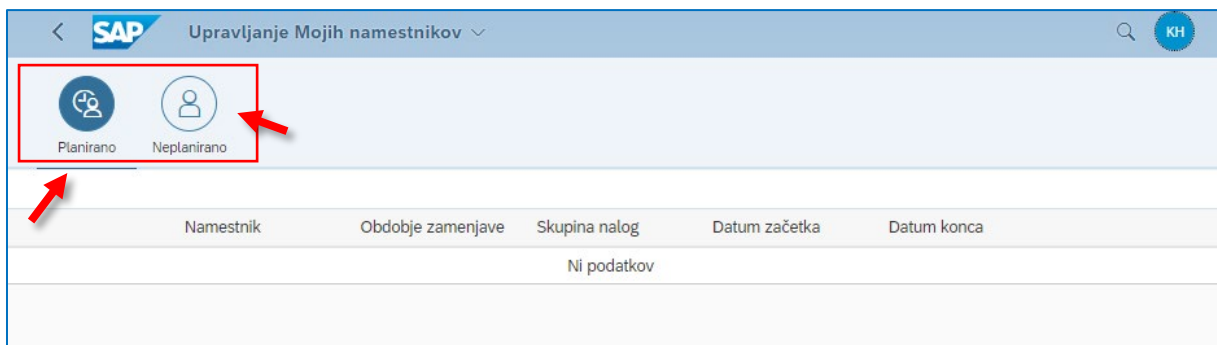 SAP Upravljanje Mojih namestnikov KH
Planirano Neplanirano
Namestnik Obdobje zamenjave Skupina nalog Datum začetka Datum konca
Ni podatkov